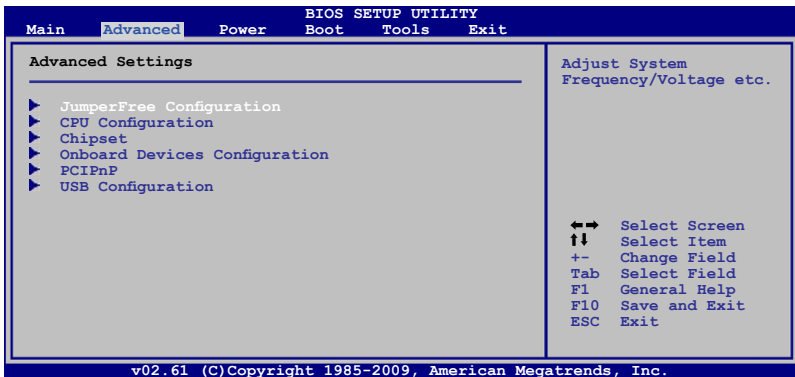 BIOS SETUP UTILITY
Main Advanced Power Boot Tools Exit
Advanced Settings
JumperFree Configuration
CPU Configuration
Chipset
Onboard Devices Configuration
PCIPnP
USB Configuration
Adjust System
Frequency/Voltage etc.
←→ Select Screen
↑↓ Select Item
+- Change Field
Tab Select Field
F1 General Help
F10 Save and Exit
ESC Exit
v02.61 (C)Copyright 1985-2009, American Megatrends, Inc.